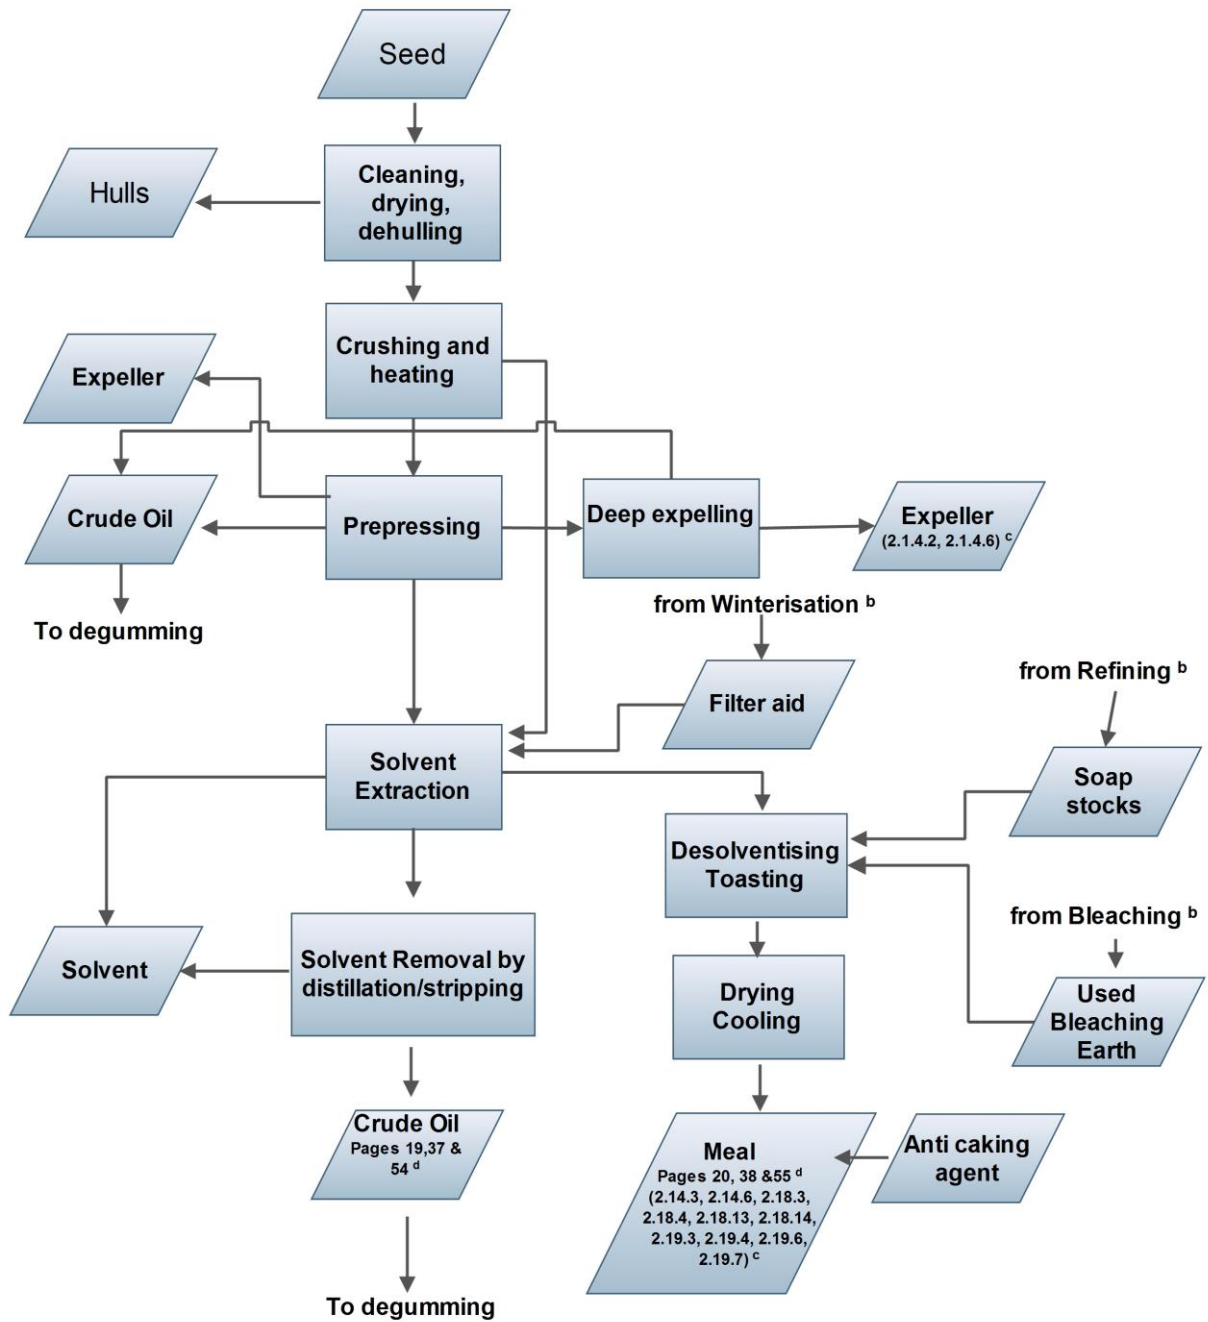 Seed
Hulls
Cleaning,
drying,
dehulling
Crushing and
heating
Expeller
Crude Oil
Prepressing
Deep expelling
Expeller
(2.1.4.2, 2.1.4.6) c
To degumming
from Winterisation b
Filter aid
from Refining b
Soap
stocks
Solvent
Extraction
Desolventising
Toasting
from Bleaching b
Solvent
Solvent Removal by
distillation/stripping
Drying
Cooling
Used
Bleaching
Earth
Crude Oil
Pages 19,37 &
54 d
Meal
Pages 20, 38 &55 d
(2.14.3, 2.14.6, 2.18.3,
2.18.4, 2.18.13, 2.18.14,
2.19.3, 2.19.4, 2.19.6,
2.19.7) c
Anti caking
agent
To degumming